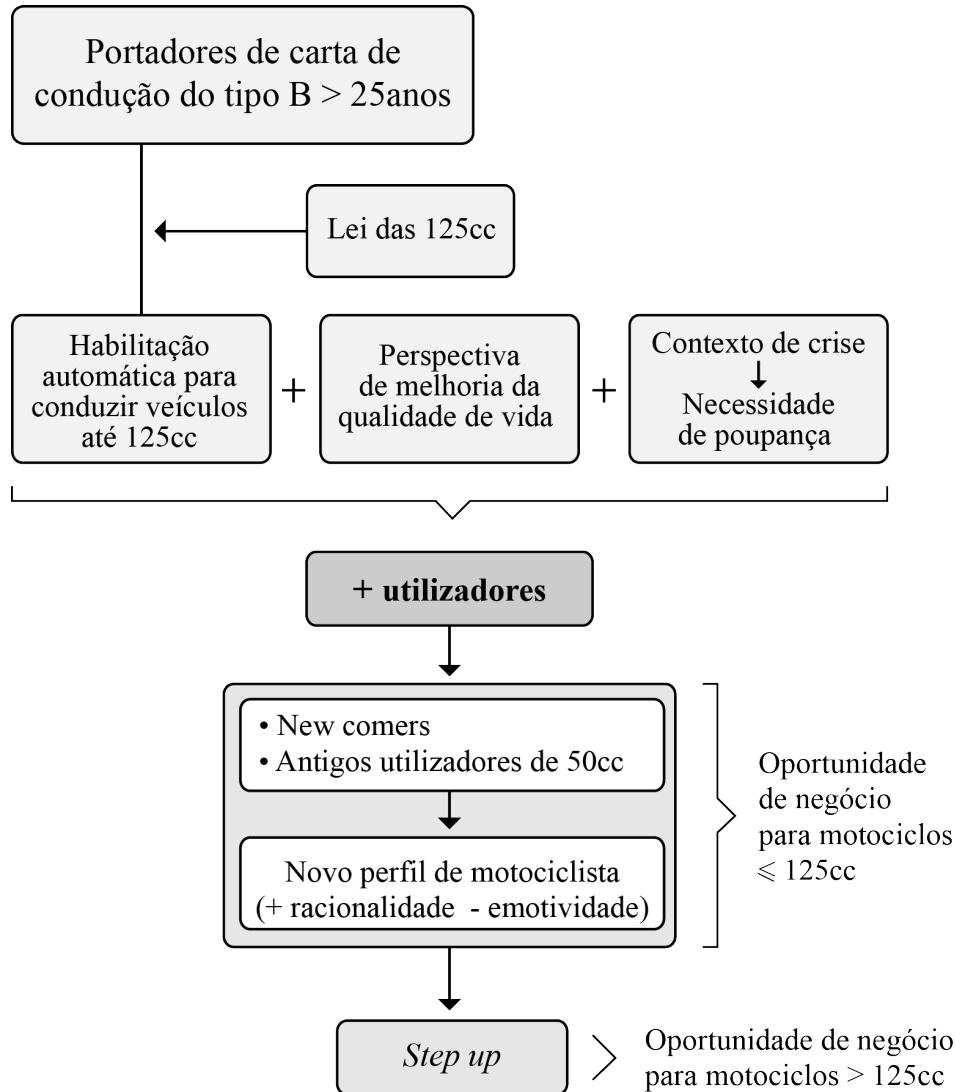 Portadores de carta de
condução do tipo B > 25anos
Lei das 125cc
Habilitação
automática para
conduzir veículos
até 125cc
+
Perspectiva
de melhoria da
qualidade de vida
+
Contexto de crise
Necessidade
de poupança
+ utilizadores
• New comers
• Antigos utilizadores de 50cc
Novo perfil de motociclista
(+ racionalidade - emotividade)
Oportunidade
de negócio
para motociclos
⩽ 125cc
Step up
Oportunidade de negócio
para motociclos > 125cc